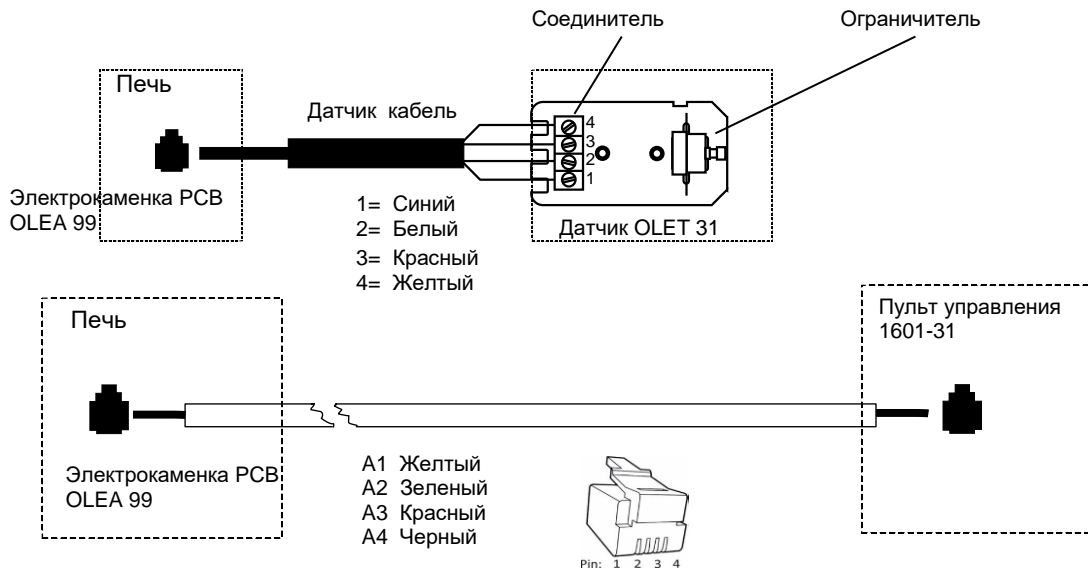 Соединитель
Ограничитель
Печь
Датчик кабель
4
3
2
1
Электрокаменка PCB
OLEA 99
1= Синий
2= Белый
3= Красный
4= Желтый
Датчик OLET 31
Печь
Пульт управления
1601-31
Электрокаменка PCB
OLEA 99
A1 Желтый
A2 Зеленый
A3 Красный
A4 Черный
Pin: 1 2 3 4